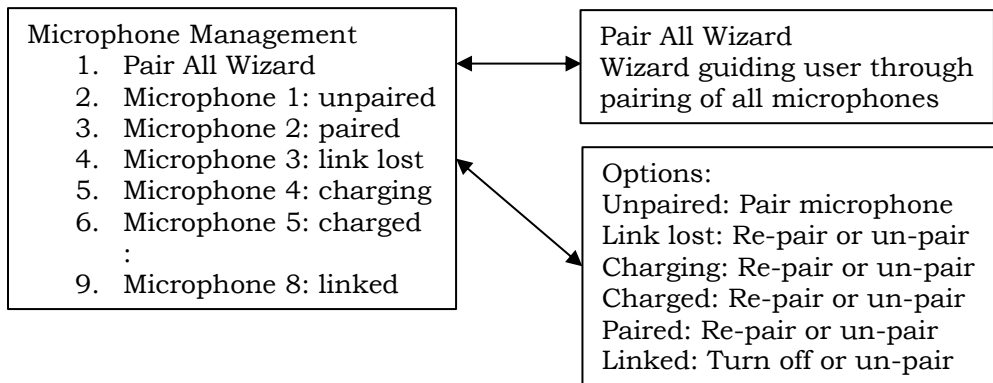 Microphone Management
1. Pair All Wizard
2. Microphone 1: unpaired
3. Microphone 2: paired
4. Microphone 3: link lost
5. Microphone 4: charging
6. Microphone 5: charged
:
9. Microphone 8: linked
Pair All Wizard
Wizard guiding user through
pairing of all microphones
Options:
Unpaired: Pair microphone
Link lost: Re-pair or un-pair
Charging: Re-pair or un-pair
Charged: Re-pair or un-pair
Paired: Re-pair or un-pair
Linked: Turn off or un-pair